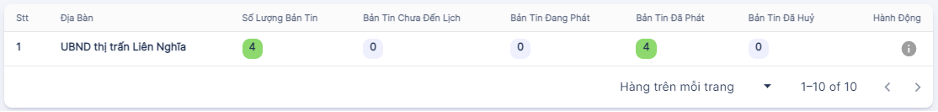 Stt Địa Bàn Số Lượng Bản Tin Bản Tin Chưa Đến Lịch Bản Tin Đang Phát Bản Tin Đã Phát Bản Tin Đã Huỷ Hành Động
1 UBND thị trấn Liên Nghĩa 4 0 0 4 0
Hàng trên mỗi trang 1–10 of 10